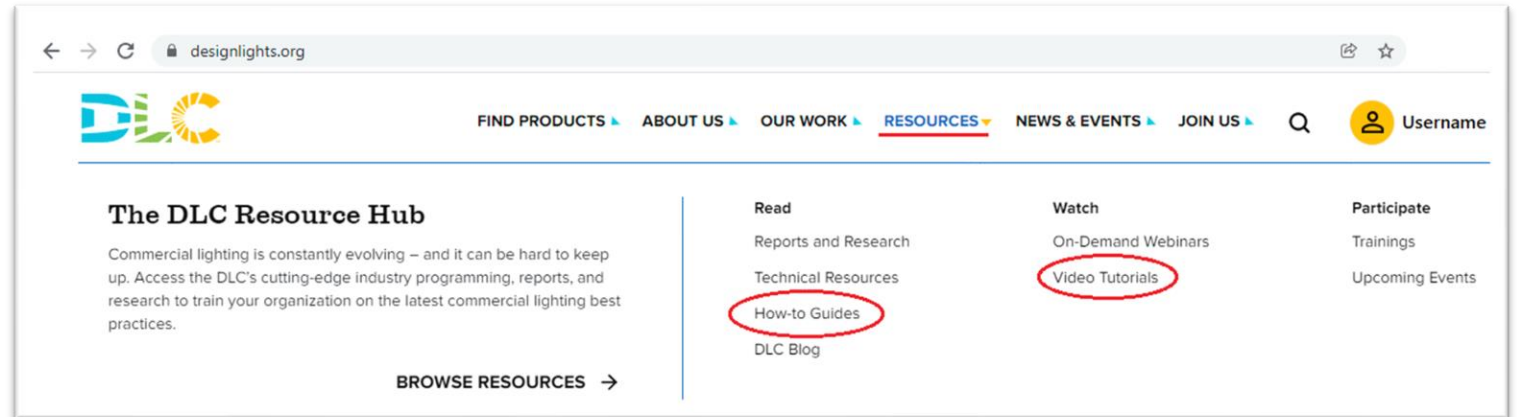 designlights.org
DLC
FIND PRODUCTS ABOUT US OUR WORK RESOURCES NEWS & EVENTS JOIN US Username
The DLC Resource Hub
Commercial lighting is constantly evolving – and it can be hard to keep
up. Access the DLC's cutting-edge industry programming, reports, and
research to train your organization on the latest commercial lighting best
practices.
BROWSE RESOURCES →
Read
Reports and Research
Technical Resources
How-to Guides
DLC Blog
Watch
On-Demand Webinars
Video Tutorials
Participate
Trainings
Upcoming Events